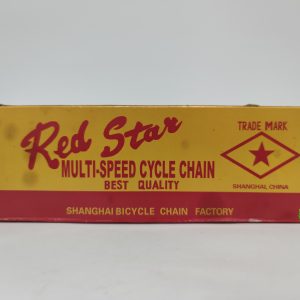 Red Star
MULTI-SPEED CYCLE CHAIN
BEST QUALITY
TRADE MARK
SHANGHAI, CHINA
SHANGHAI BICYCLE CHAIN FACTORY